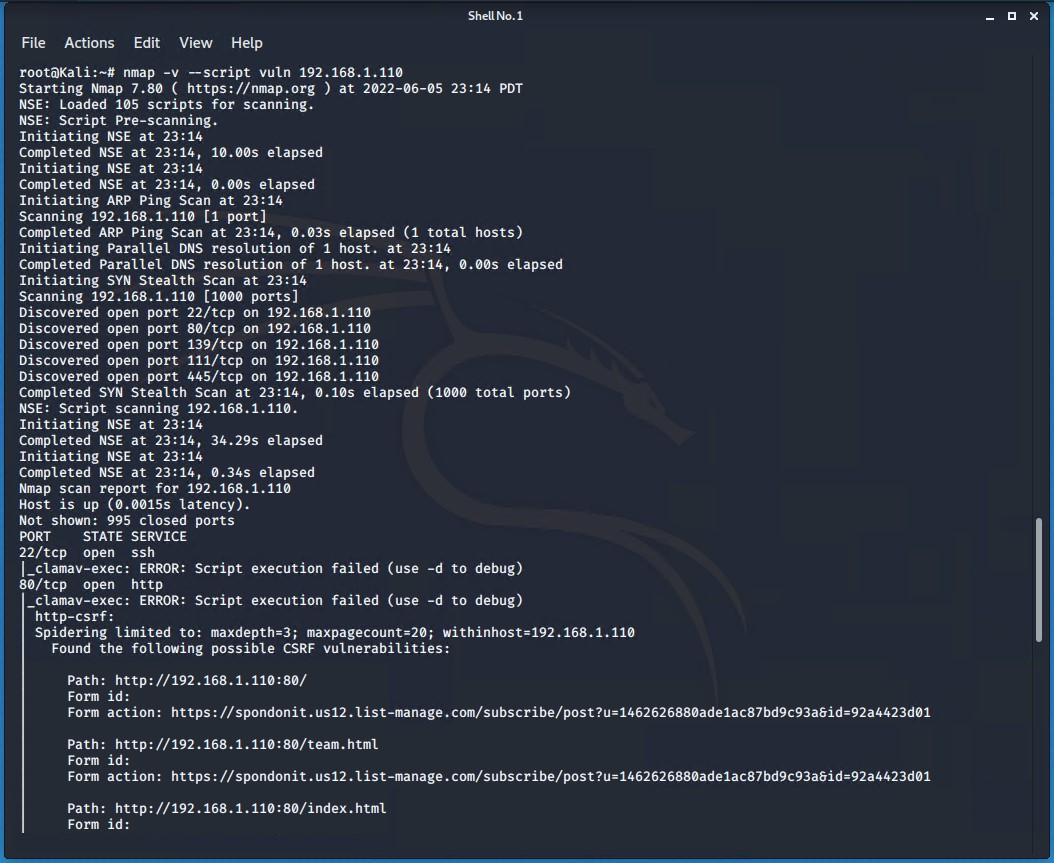 Shell No. 1
File Actions Edit View Help
root@Kali:~# nmap -v --script vuln 192.168.1.110
Starting Nmap 7.80 ( https://nmap.org ) at 2022-06-05 23:14 PDT
NSE: Loaded 105 scripts for scanning.
NSE: Script Pre-scanning.
Initiating NSE at 23:14
Completed NSE at 23:14, 10.00s elapsed
Initiating NSE at 23:14
Completed NSE at 23:14, 0.00s elapsed
Initiating ARP Ping Scan at 23:14
Scanning 192.168.1.110 [1 port]
Completed ARP Ping Scan at 23:14, 0.03s elapsed (1 total hosts)
Initiating Parallel DNS resolution of 1 host. at 23:14
Completed Parallel DNS resolution of 1 host. at 23:14, 0.00s elapsed
Initiating SYN Stealth Scan at 23:14
Scanning 192.168.1.110 [1000 ports]
Discovered open port 22/tcp on 192.168.1.110
Discovered open port 80/tcp on 192.168.1.110
Discovered open port 139/tcp on 192.168.1.110
Discovered open port 111/tcp on 192.168.1.110
Discovered open port 445/tcp on 192.168.1.110
Completed SYN Stealth Scan at 23:14, 0.10s elapsed (1000 total ports)
NSE: Script scanning 192.168.1.110.
Initiating NSE at 23:14
Completed NSE at 23:14, 34.29s elapsed
Initiating NSE at 23:14
Completed NSE at 23:14, 0.34s elapsed
Nmap scan report for 192.168.1.110
Host is up (0.0015s latency).
Not shown: 995 closed ports
PORT    STATE SERVICE
22/tcp  open  ssh
|_clamav-exec: ERROR: Script execution failed (use -d to debug)
80/tcp  open  http
|_clamav-exec: ERROR: Script execution failed (use -d to debug)
| http-csrf:
| Spidering limited to: maxdepth=3; maxpagecount=20; withinhost=192.168.1.110
|   Found the following possible CSRF vulnerabilities:
|
|     Path: http://192.168.1.110:80/
|     Form id:
|     Form action: https://spondonit.us12.list-manage.com/subscribe/post?u=1462626880ade1ac87bd9c93a&id=92a4423d01
|
|     Path: http://192.168.1.110:80/team.html
|     Form id:
|     Form action: https://spondonit.us12.list-manage.com/subscribe/post?u=1462626880ade1ac87bd9c93a&id=92a4423d01
|
|     Path: http://192.168.1.110:80/index.html
|     Form id: